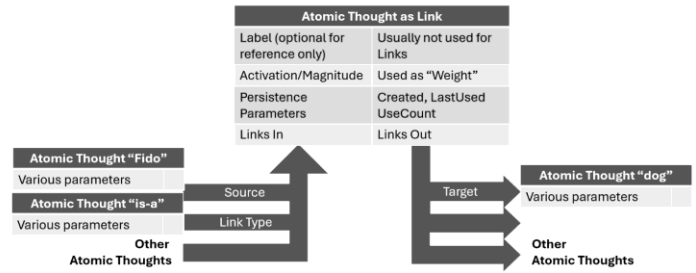 Atomic Thought as Link
Label (optional for
reference only)
Usually not used for
Links
Activation/Magnitude
Used as “Weight”
Persistence
Parameters
Created, LastUsed
UseCount
Links In
Links Out
Atomic Thought “Fido”
Various parameters
Atomic Thought “is-a”
Various parameters
Other
Atomic Thoughts
Source
Link Type
Target
Atomic Thought “dog”
Various parameters
Other
Atomic Thoughts